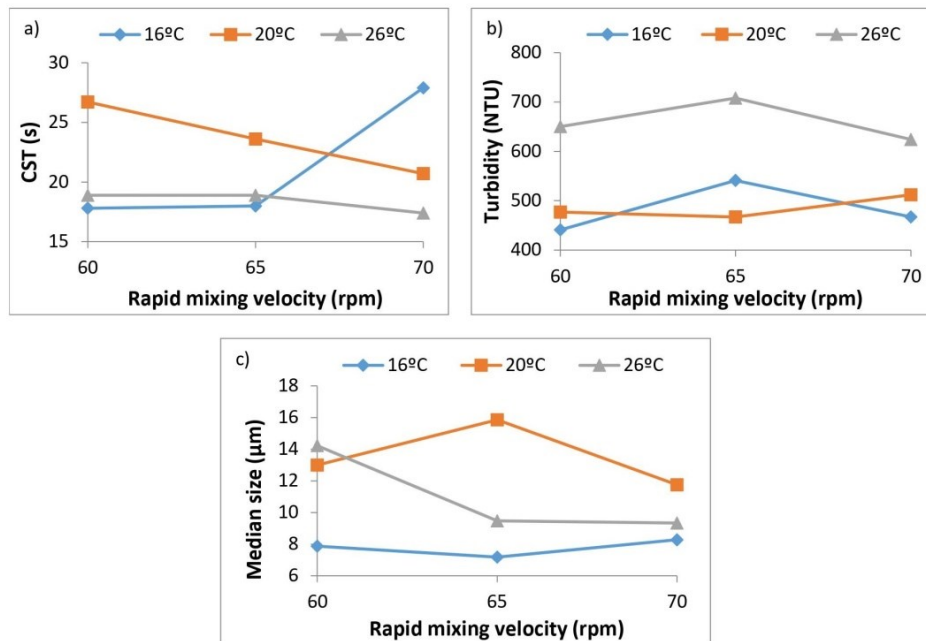 a)
16ºC 20ºC 26ºC
30
25
20
15
CST (s)
60 65 70
Rapid mixing velocity (rpm)
b)
16ºC 20ºC 26ºC
800
700
600
500
400
Turbidity (NTU)
60 65 70
Rapid mixing velocity (rpm)
c)
16ºC 20ºC 26ºC
18
16
14
12
10
8
6
Median size (µm)
60 65 70
Rapid mixing velocity (rpm)